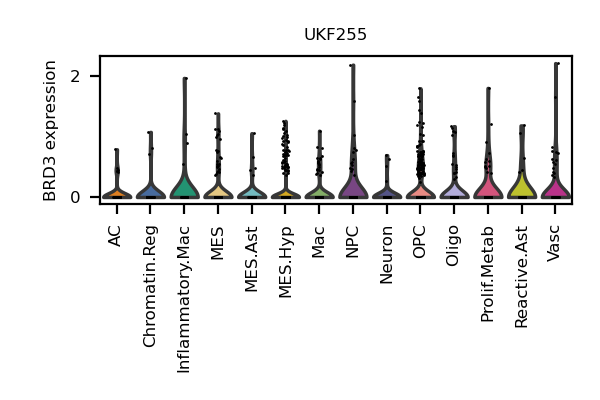 UKF255
BRD3 expression
2
0
AC
Chromatin.Reg
Inflammatory.Mac
MES
MES.Ast
MES.Hyp
Mac
NPC
Neuron
OPC
Oligo
Prolif.Metab
Reactive.Ast
Vasc